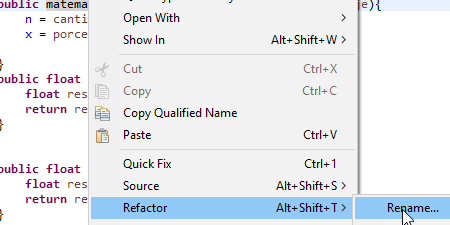 Open With >
public matema e){
Show In Alt+Shift+W >
n = canti
x = porce
Cut Ctrl+X
}
public float Copy Ctrl+C
float res Copy Qualified Name
return re Paste Ctrl+V
}
Quick Fix Ctrl+1
public float Source Alt+Shift+S >
float res
return re Refactor Alt+Shift+T > Rename...
}